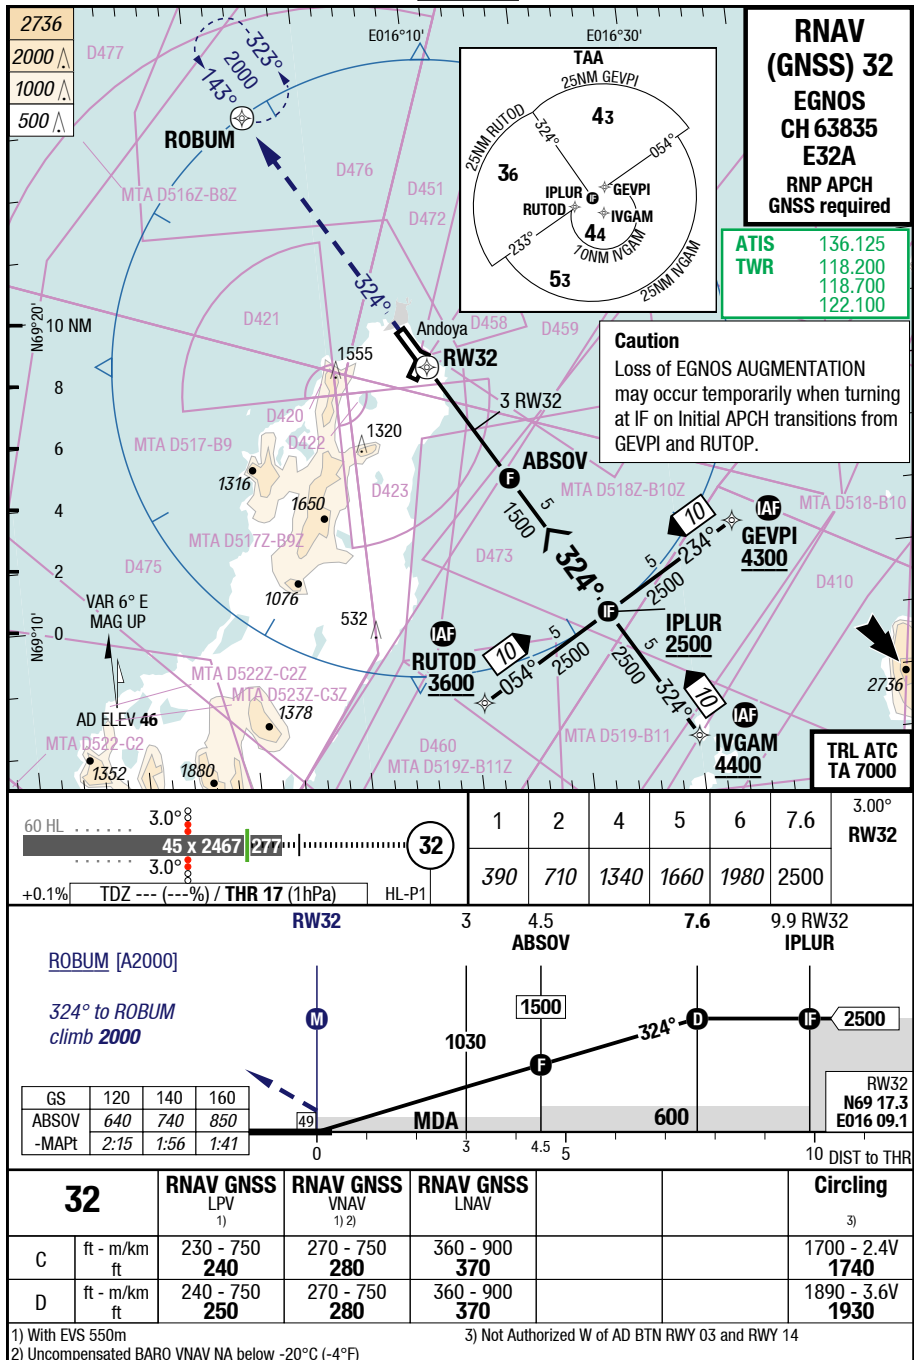 2736
2000
1000
500
D477
323°
2000
143°
ROBUM
E016°10'
E016°30'
TAA
25NM GEVPI
25NM RUTOD
324°
43
054°
36
IPLUR
IF
GEVPI
RUTOD
IVGAM
44
10NM IVGAM
233°
53
25NM IVGAM
RNAV
(GNSS) 32
EGNOS
CH 63835
E32A
RNP APCH
GNSS required
ATIS 136.125
TWR 118.200
118.700
122.100
MTA D516Z-B8Z
D476
D451
D472
324°
N69°20'
10 NM
D421
Andoya
D458
D459
Caution
Loss of EGNOS AUGMENTATION
may occur temporarily when turning
at IF on Initial APCH transitions from
GEVPI and RUTOP.
1555
RW32
8
3 RW32
D420
MTA D517-B9
D422
1320
6
ABSOV
F
1316
D423
5
1500
MTA D518Z-B10Z
10
IAF
MTA D518-B10
1650
4
GEVPI
4300
MTA D517Z-B9Z
D475
D473
324°
5
234°
2500
2
1076
D410
VAR 6° E
MAG UP
IF
IPLUR
2500
532
N69°10'
0
IAF
RUTOD
3600
10
5
054°
2500
5
2500
324°
10
IAF
IVGAM
4400
2736
MTA D522Z-C2Z
MTA D523Z-C3Z
1378
AD ELEV 46
MTA D522-C2
D460
MTA D519-B11
MTA D519Z-B11Z
1352
1880
TRL ATC
TA 7000
60 HL
3.0°
45 x 2467 277
32
3.0°
+0.1% TDZ --- (---%) / THR 17 (1hPa) HL-P1
1 2 4 5 6 7.6 3.00°
RW32
390 710 1340 1660 1980 2500
RW32 3 4.5 7.6 9.9 RW32
ABSOV IPLUR
ROBUM [A2000]
324° to ROBUM
climb 2000
M
1500
1030
F
324°
D
IF
2500
GS 120 140 160
ABSOV 640 740 850
-MAPt 2:15 1:56 1:41
49
MDA
600
RW32
N69 17.3
E016 09.1
0 3 4.5 5 10 DIST to THR
32 RNAV GNSS RNAV GNSS RNAV GNSS Circling
LPV VNAV LNAV
1) 1) 2) 3)
C ft - m/km 230 - 750 270 - 750 360 - 900 1700 - 2.4V
ft 240 280 370 1740
D ft - m/km 240 - 750 270 - 750 360 - 900 1890 - 3.6V
ft 250 280 370 1930
1) With EVS 550m 3) Not Authorized W of AD BTN RWY 03 and RWY 14
2) Uncompensated BARO VNAV NA below -20°C (-4°F)